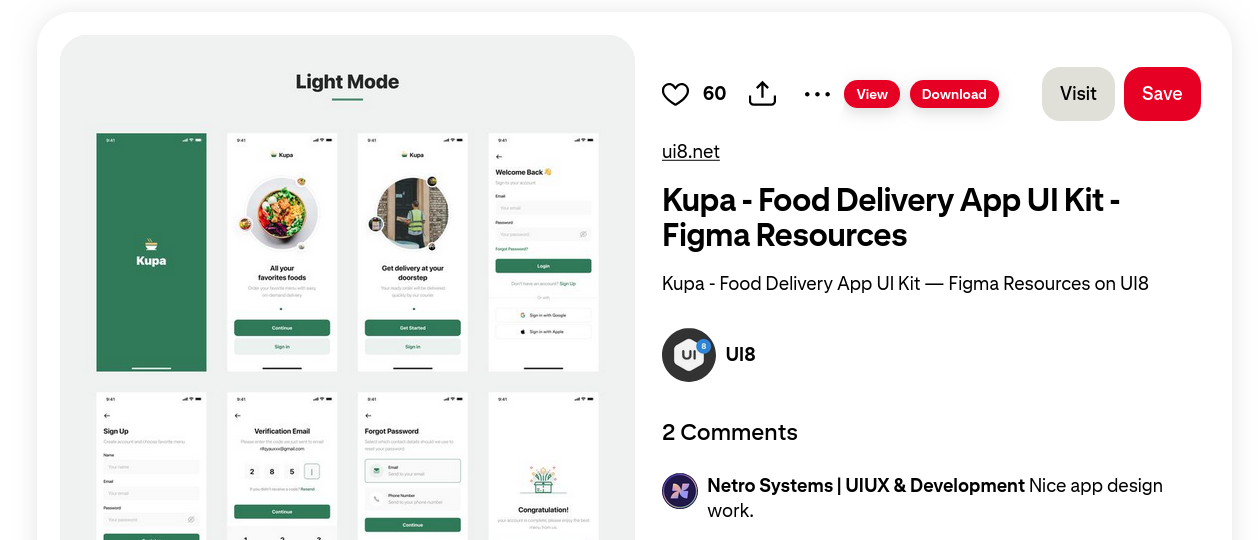 Light Mode
9:41
Kupa
9:41
Kupa
All your
favorites foods
Order your favorite menu with easy,
on-demand delivery
Continue
Sign in
9:41
Kupa
Get delivery at your
doorstep
Your ready order will be delivered
quickly by our courier.
Get Started
Sign in
9:41
Welcome Back 👋
Sign to your account
Email
Your email
Password
Your password
Forgot Password?
Login
Don't have an account? Sign Up
Or with
Sign in with Google
Sign in with Apple
9:41
Sign Up
Create account and choose favorite menu
Name
Your name
Email
Your email
Password
Your password
9:41
Verification Email
Please enter the code we just sent to email
2 8 5 |
If you didn't receive a code? Resend
Continue
1 2 3
9:41
Forgot Password
Select which contact details should we use to
reset your password
Email
Send to your email
Phone Number
Send to your phone number
Continue
9:41
Congratulation!
your account is complete, please enjoy the best
menu from us.
60
View
Download
Visit
Save
ui8.net
Kupa - Food Delivery App UI Kit -
Figma Resources
Kupa - Food Delivery App UI Kit — Figma Resources on UI8
UI 8
UI8
2 Comments
Netro Systems | UIUX & Development Nice app design
work.